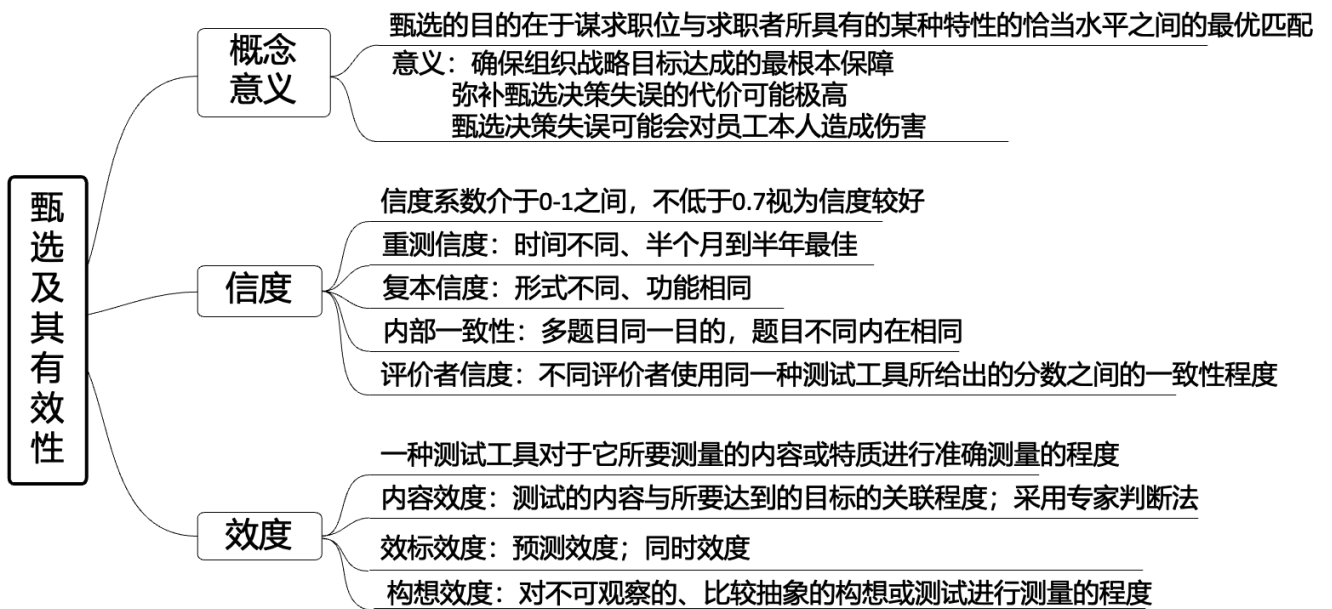 甄选及其有效性
概念
意义
甄选的目的在于谋求职位与求职者所具有的某种特性的恰当水平之间的最优匹配
意义：确保组织战略目标达成的最根本保障
弥补甄选决策失误的代价可能极高
甄选决策失误可能会对员工本人造成伤害
信度
信度系数介于0-1之间，不低于0.7视为信度较好
重测信度：时间不同、半个月到半年最佳
复本信度：形式不同、功能相同
内部一致性：多题目同一目的，题目不同内在相同
评价者信度：不同评价者使用同一种测试工具所给出的分数之间的一致性程度
效度
一种测试工具对于它所要测量的内容或特质进行准确测量的程度
内容效度：测试的内容与所要达到的目标的关联程度；采用专家判断法
效标效度：预测效度；同时效度
构想效度：对不可观察的、比较抽象的构想或测试进行测量的程度